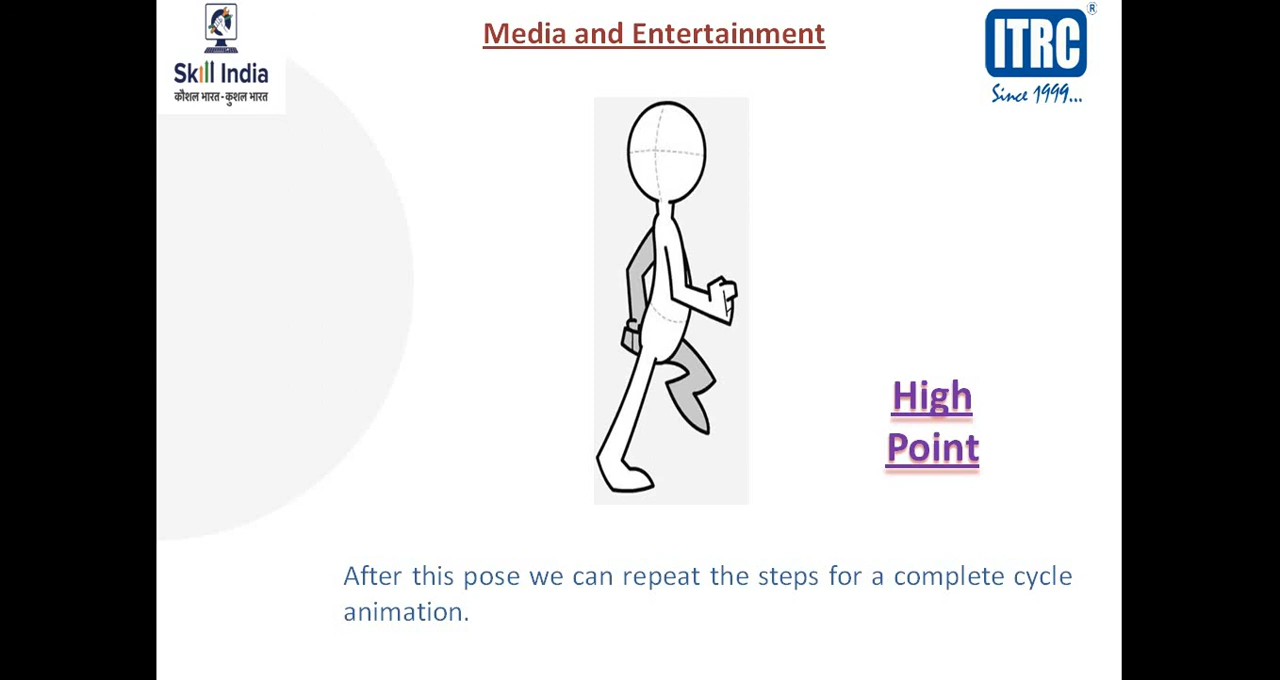 Media and Entertainment
Skill India
कौशल भारत - कुशल भारत
ITRC®
Since 1999...
High
Point
After this pose we can repeat the steps for a complete cycle
animation.